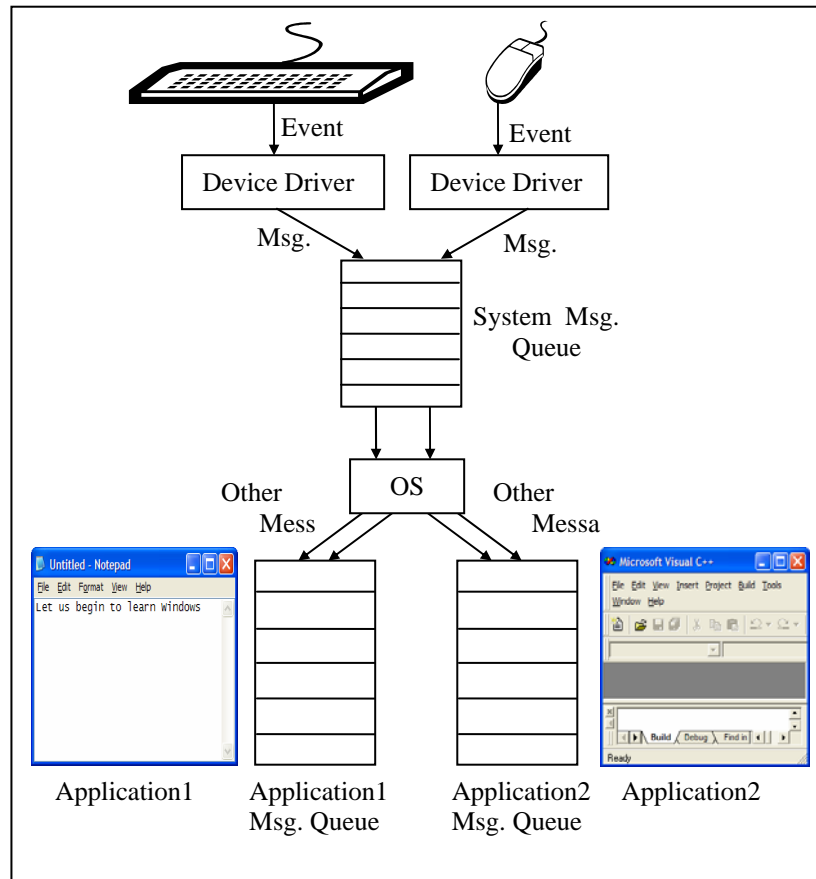 Event
Event
Device Driver
Device Driver
Msg.
Msg.
System Msg.
Queue
OS
Other
Mess
Other
Messa
Untitled - Notepad
File Edit Format View Help
Let us begin to learn Windows
Microsoft Visual C++
File Edit View Insert Project Build Tools
Window Help
Build Debug Find in
Ready
Application1
Application1
Msg. Queue
Application2
Msg. Queue
Application2